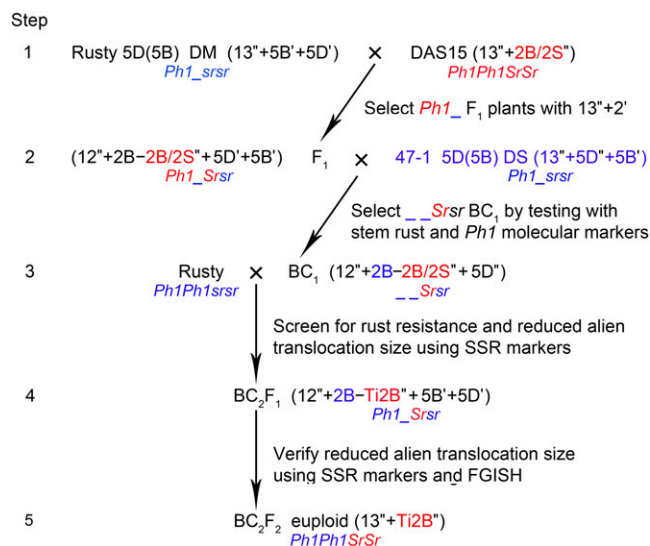 Step
1 Rusty 5D(5B) DM (13"+5B'+5D') × DAS15 (13"+2B/2S")
Ph1_srsr Ph1Ph1SrSr
Select Ph1_ F1 plants with 13"+2'
2 (12"+2B−2B/2S"+5D'+5B') F1 × 47-1 5D(5B) DS (13"+5D"+5B')
Ph1_Srsr Ph1_srsr
Select _ _Srsr BC1 by testing with
stem rust and Ph1 molecular markers
3 Rusty × BC1 (12"+2B−2B/2S"+5D")
Ph1Ph1srsr _ _Srsr
Screen for rust resistance and reduced alien
translocation size using SSR markers
4 BC2F1 (12"+2B−Ti2B"+5B'+5D')
Ph1_Srsr
Verify reduced alien translocation size
using SSR markers and FGISH
5 BC2F2 euploid (13"+Ti2B")
Ph1Ph1SrSr